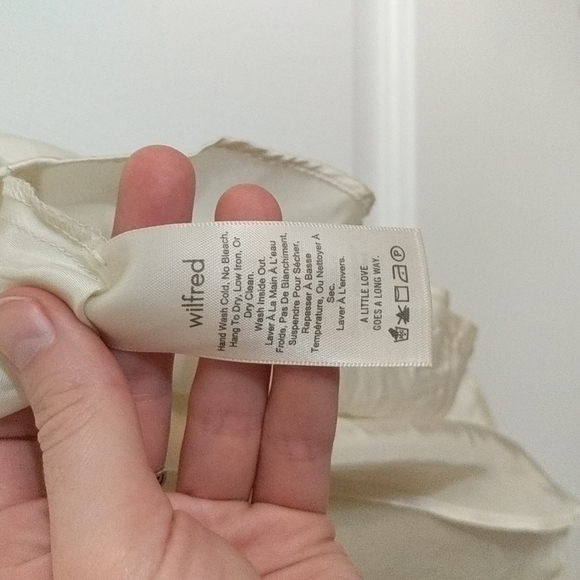 wilfred
Hand Wash Cold, No Bleach,
Hang To Dry, Low Iron, Or
Dry Clean.
Wash Inside Out.
Laver À La Main À L'eau
Froide, Pas De Blanchiment,
Suspendre Pour Sécher,
Repasser À Basse
Température, Ou Nettoyer À
Sec.
Laver À L'envers.
A LITTLE LOVE
GOES A LONG WAY.
P